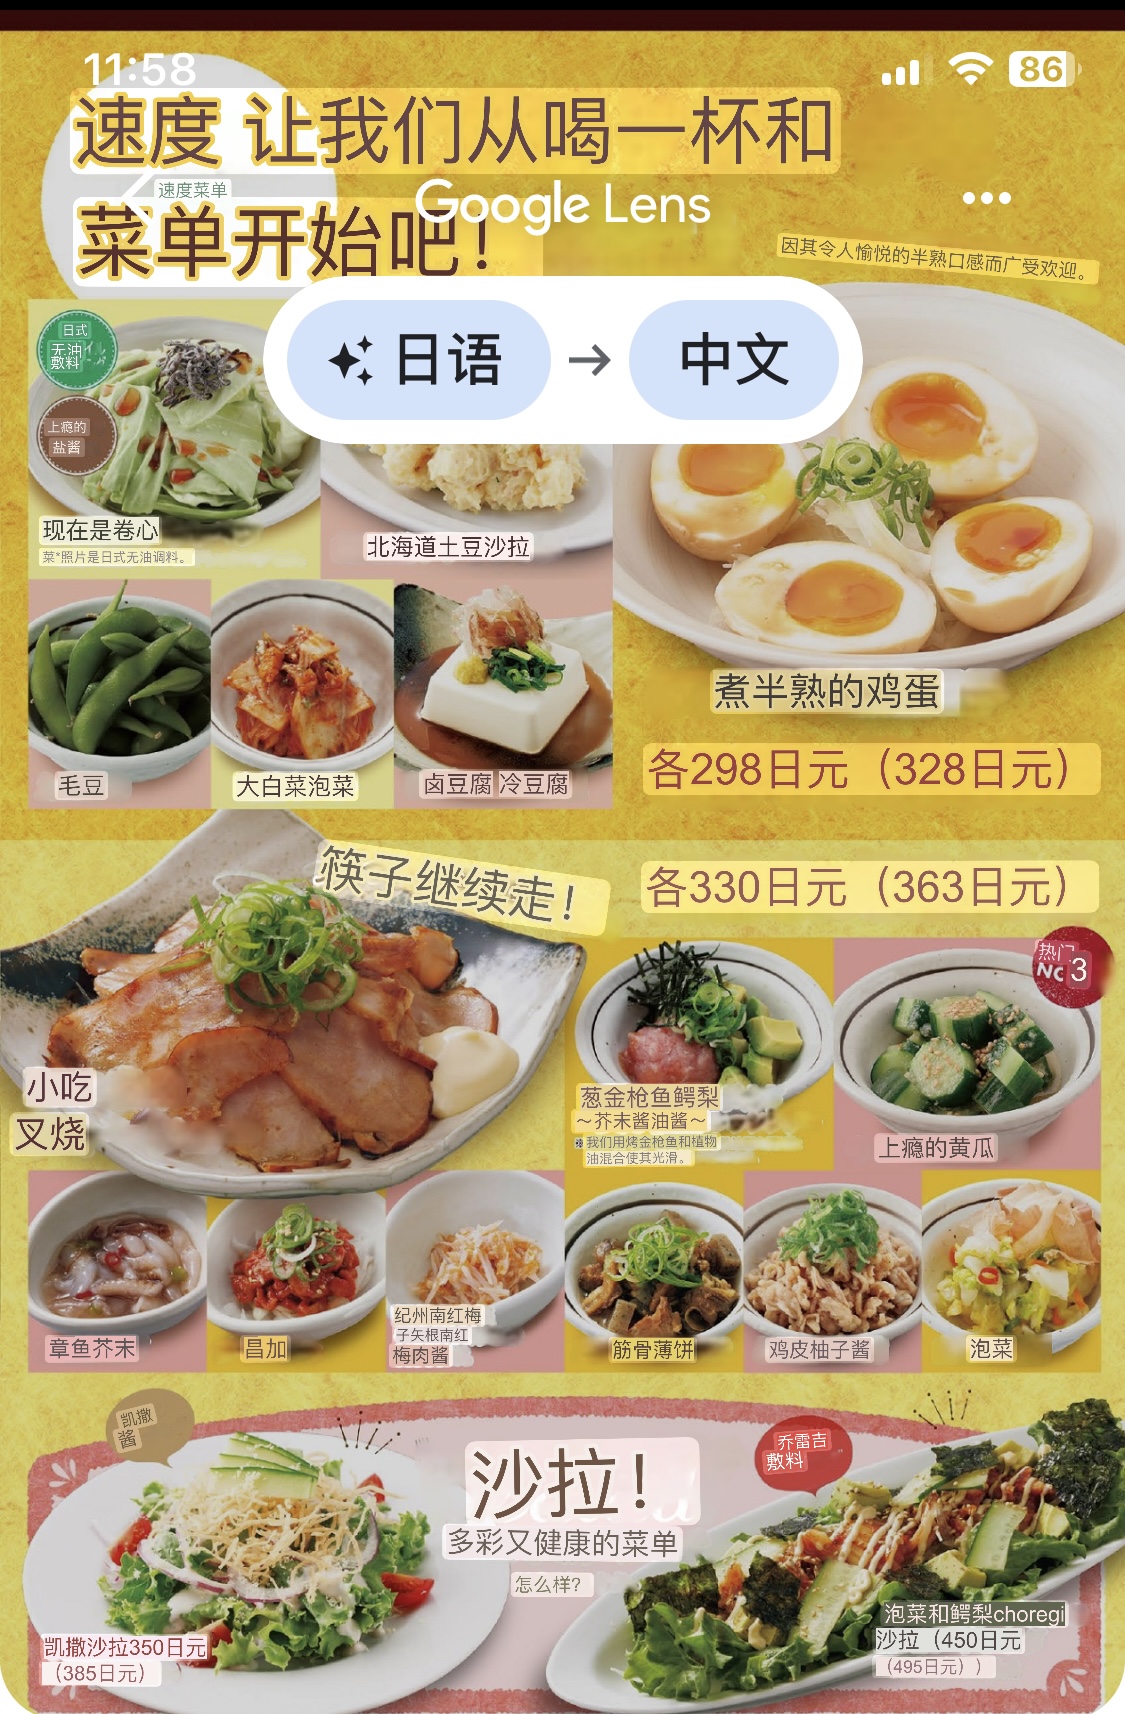 11:58
86
速度 让我们从喝一杯和
速度菜单
Google Lens
菜单开始吧！
因其令人愉悦的半熟口感而广受欢迎。
日语
中文
日式
无油
敷料
上瘾的
盐酱
现在是卷心
菜*照片是日式无油调料。
北海道土豆沙拉
煮半熟的鸡蛋
毛豆
大白菜泡菜
卤豆腐 冷豆腐
各298日元（328日元）
筷子继续走！
各330日元（363日元）
热门
NO 3
小吃
叉烧
葱金枪鱼鳄梨
～芥末酱油酱～
※我们用烤金枪鱼和植物
油混合使其光滑。
上瘾的黄瓜
章鱼芥末
昌加
纪州南红梅
子矢根南红
梅肉酱
筋骨薄饼
鸡皮柚子酱
泡菜
凯撒
酱
沙拉！
多彩又健康的菜单
怎么样？
乔雷吉
敷料
凯撒沙拉350日元
（385日元）
泡菜和鳄梨choregi
沙拉（450日元
（495日元））